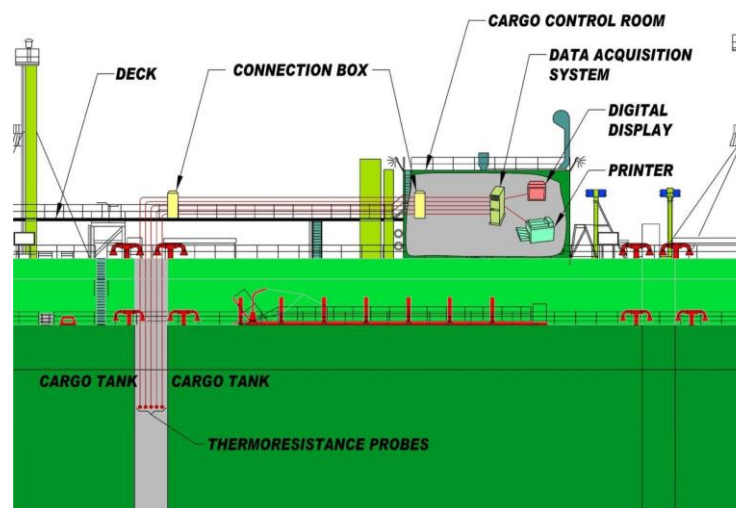 CARGO CONTROL ROOM
DECK
CONNECTION BOX
DATA ACQUISITION
SYSTEM
DIGITAL
DISPLAY
PRINTER
CARGO TANK
CARGO TANK
THERMORESISTANCE PROBES